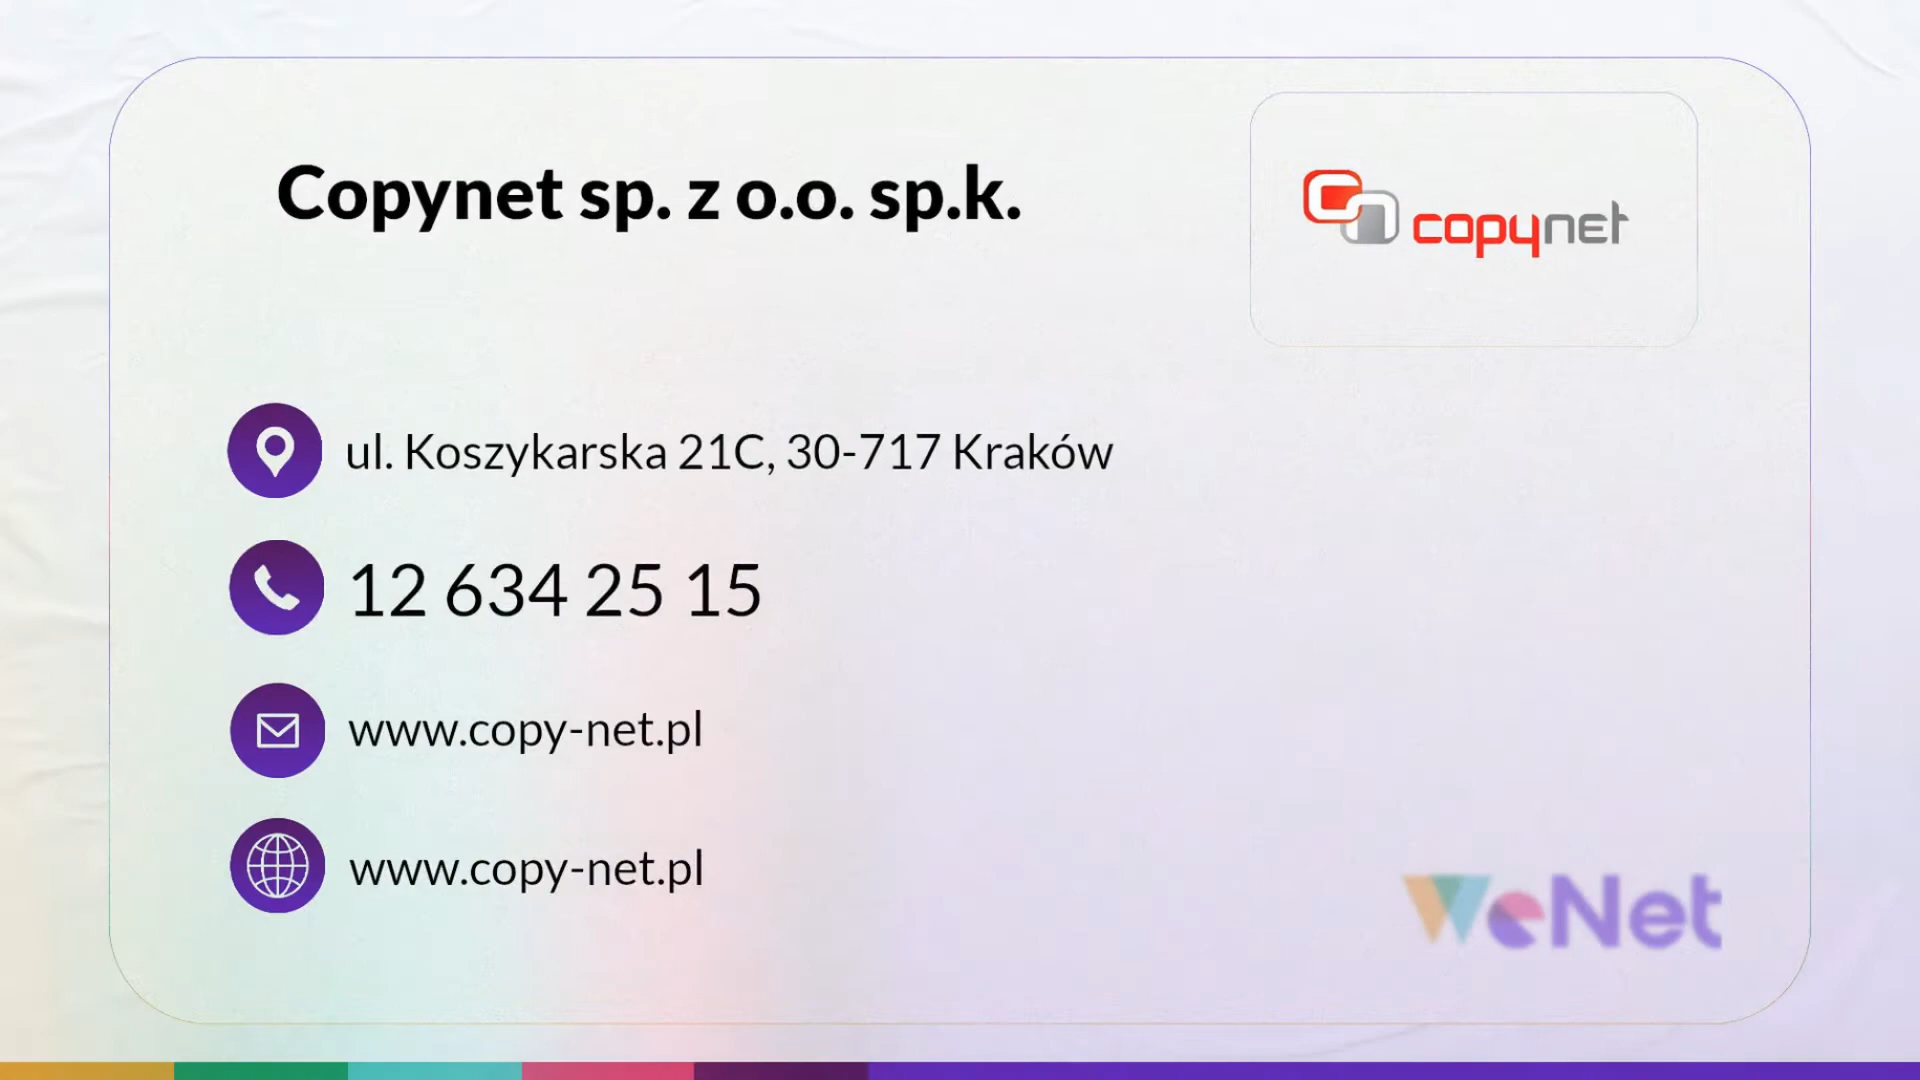 Copynet sp. z o.o. sp.k.
copynet
ul. Koszykarska 21C, 30-717 Kraków
12 634 25 15
www.copy-net.pl
www.copy-net.pl
WeNet